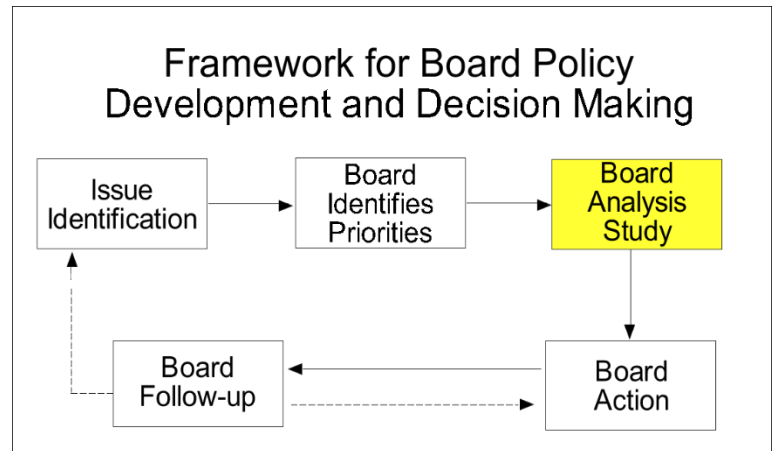 Framework for Board Policy
Development and Decision Making
Issue
Identification
Board
Identifies
Priorities
Board
Analysis
Study
Board
Follow-up
Board
Action